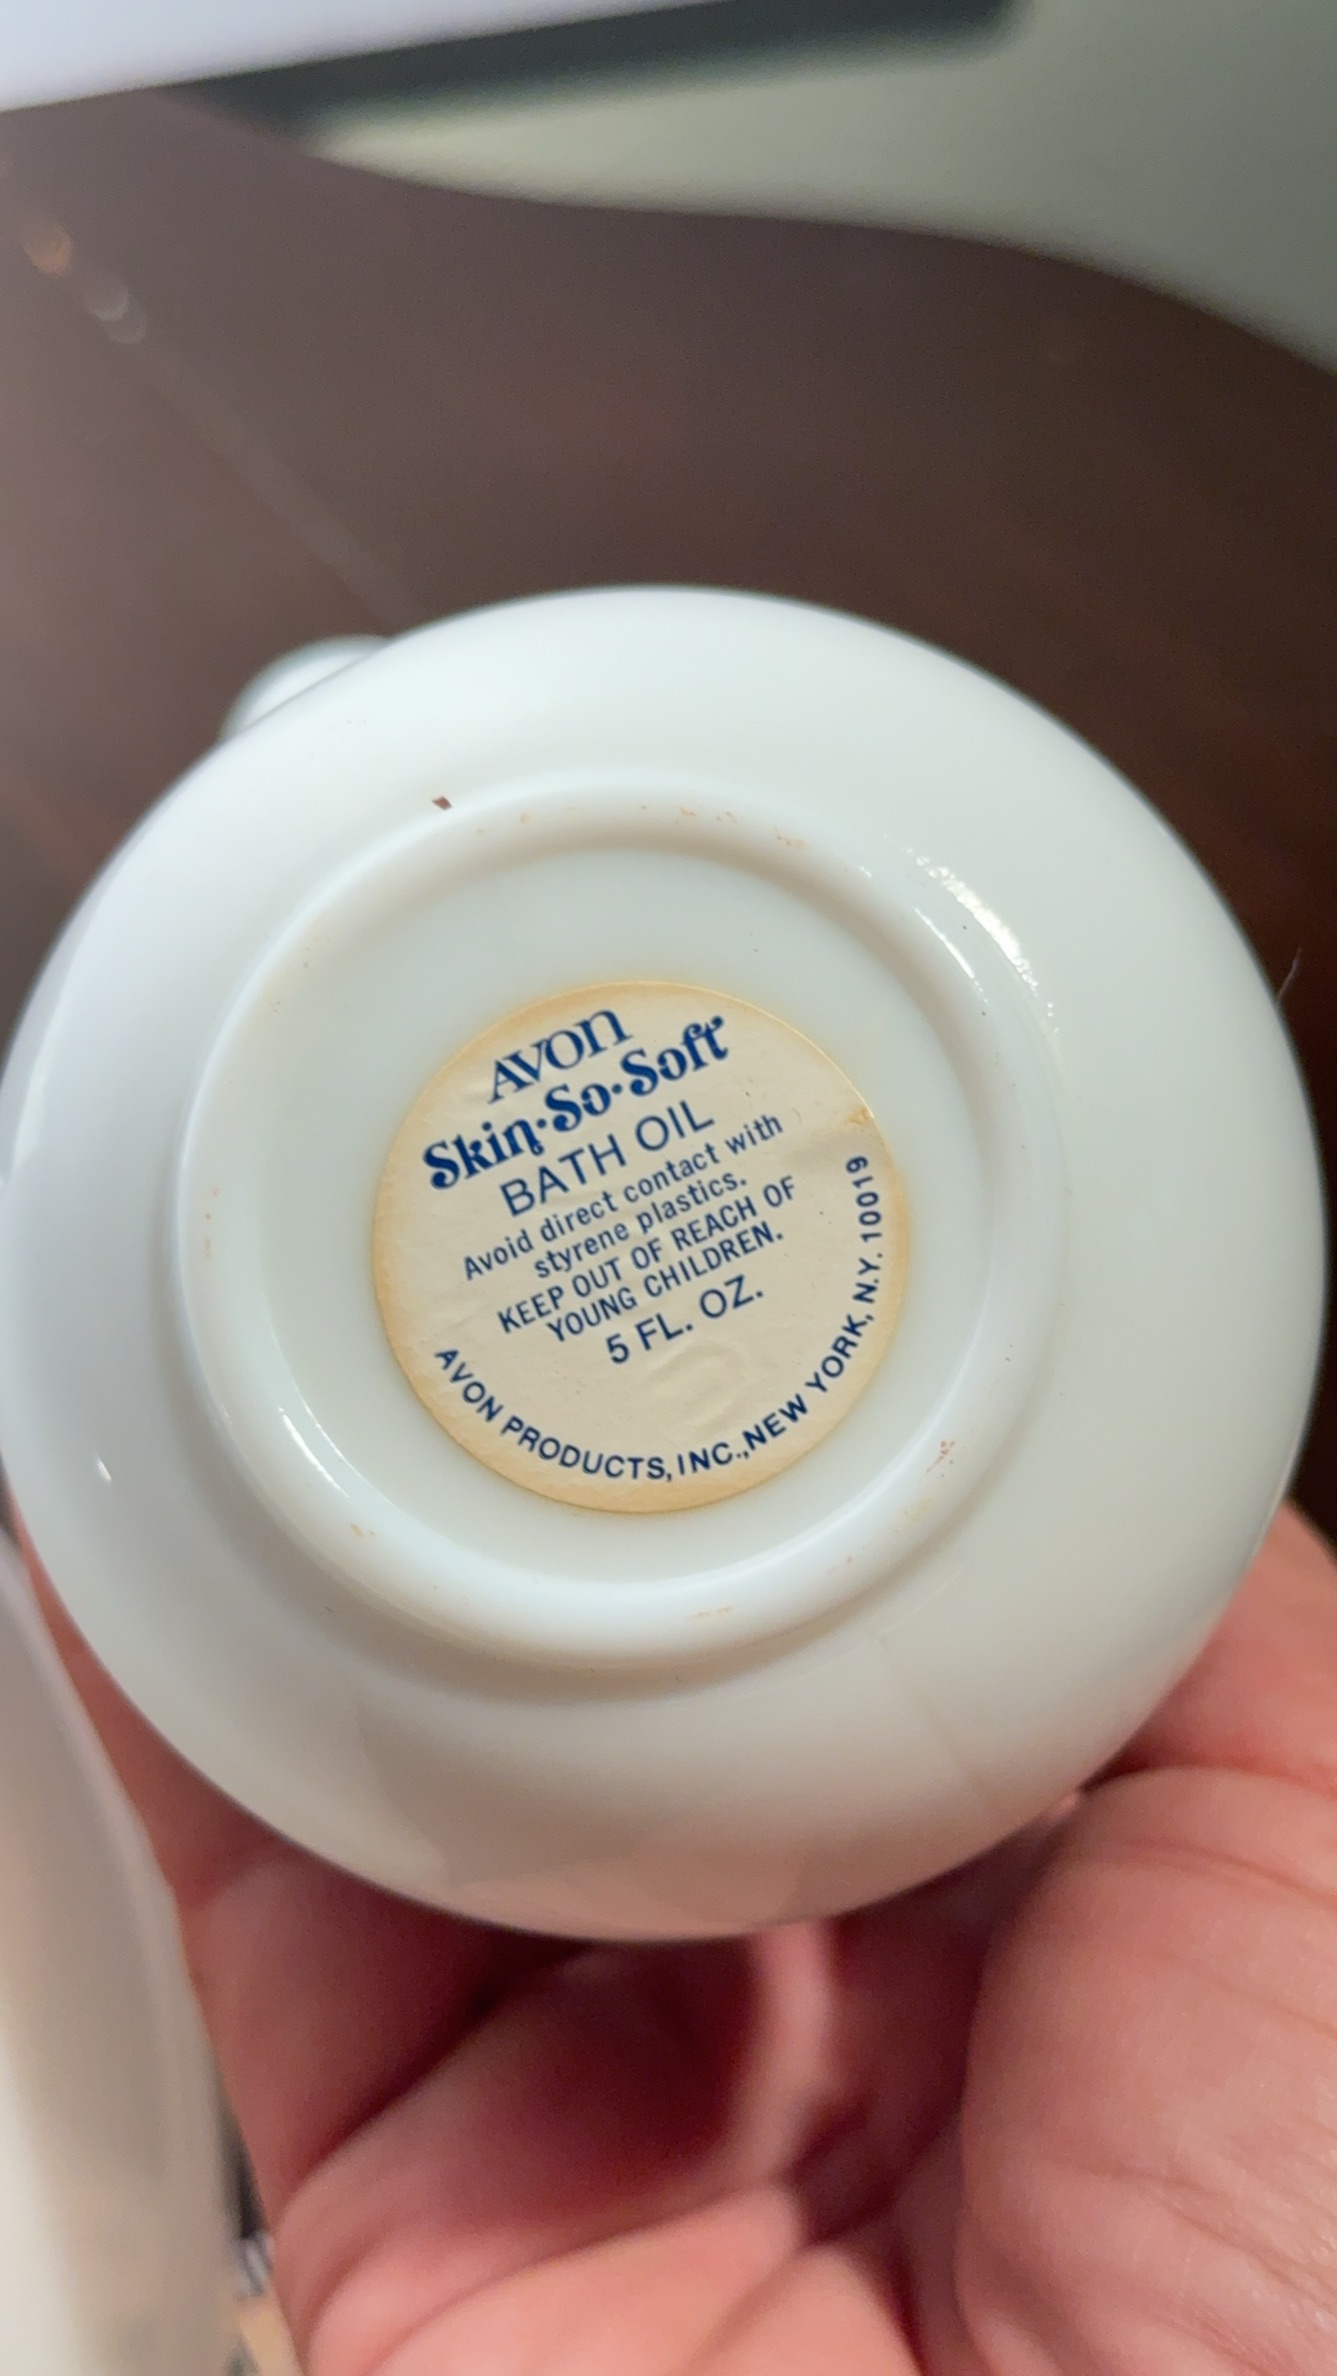 AVON
Skin·So·Soft
BATH OIL
Avoid direct contact with
styrene plastics.
KEEP OUT OF REACH OF
YOUNG CHILDREN.
5 FL. OZ.
AVON PRODUCTS, INC., NEW YORK, N.Y. 10019